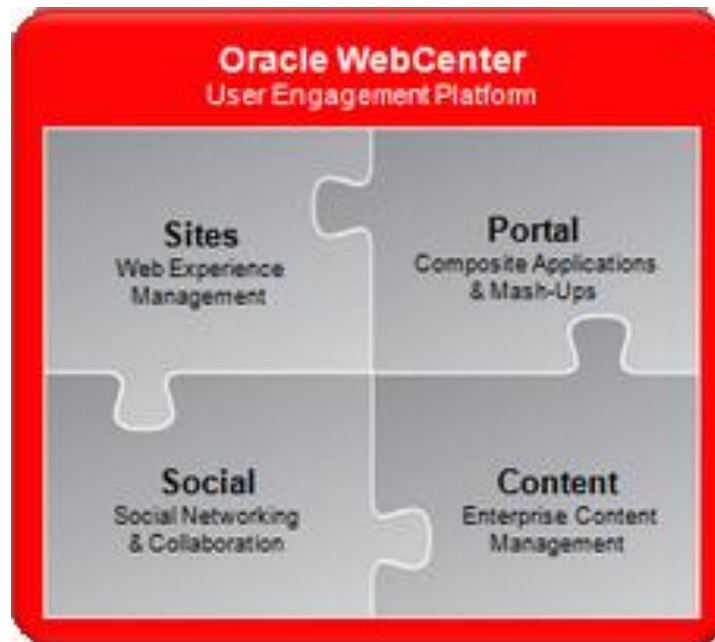 Oracle WebCenter
User Engagement Platform
Sites
Web Experience
Management
Portal
Composite Applications
& Mash-Ups
Social
Social Networking
& Collaboration
Content
Enterprise Content
Management